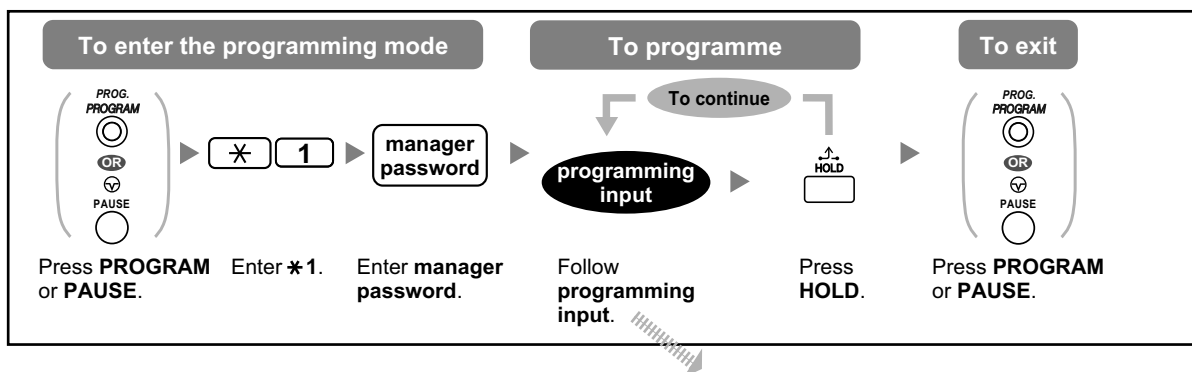 To enter the programming mode
To programme
To exit
PROG.
PROGRAM
OR
PAUSE
✳ 1
manager
password
To continue
programming
input
HOLD
PROG.
PROGRAM
OR
PAUSE
Press PROGRAM
or PAUSE.
Enter ✳1.
Enter manager
password.
Follow
programming
input.
Press
HOLD.
Press PROGRAM
or PAUSE.